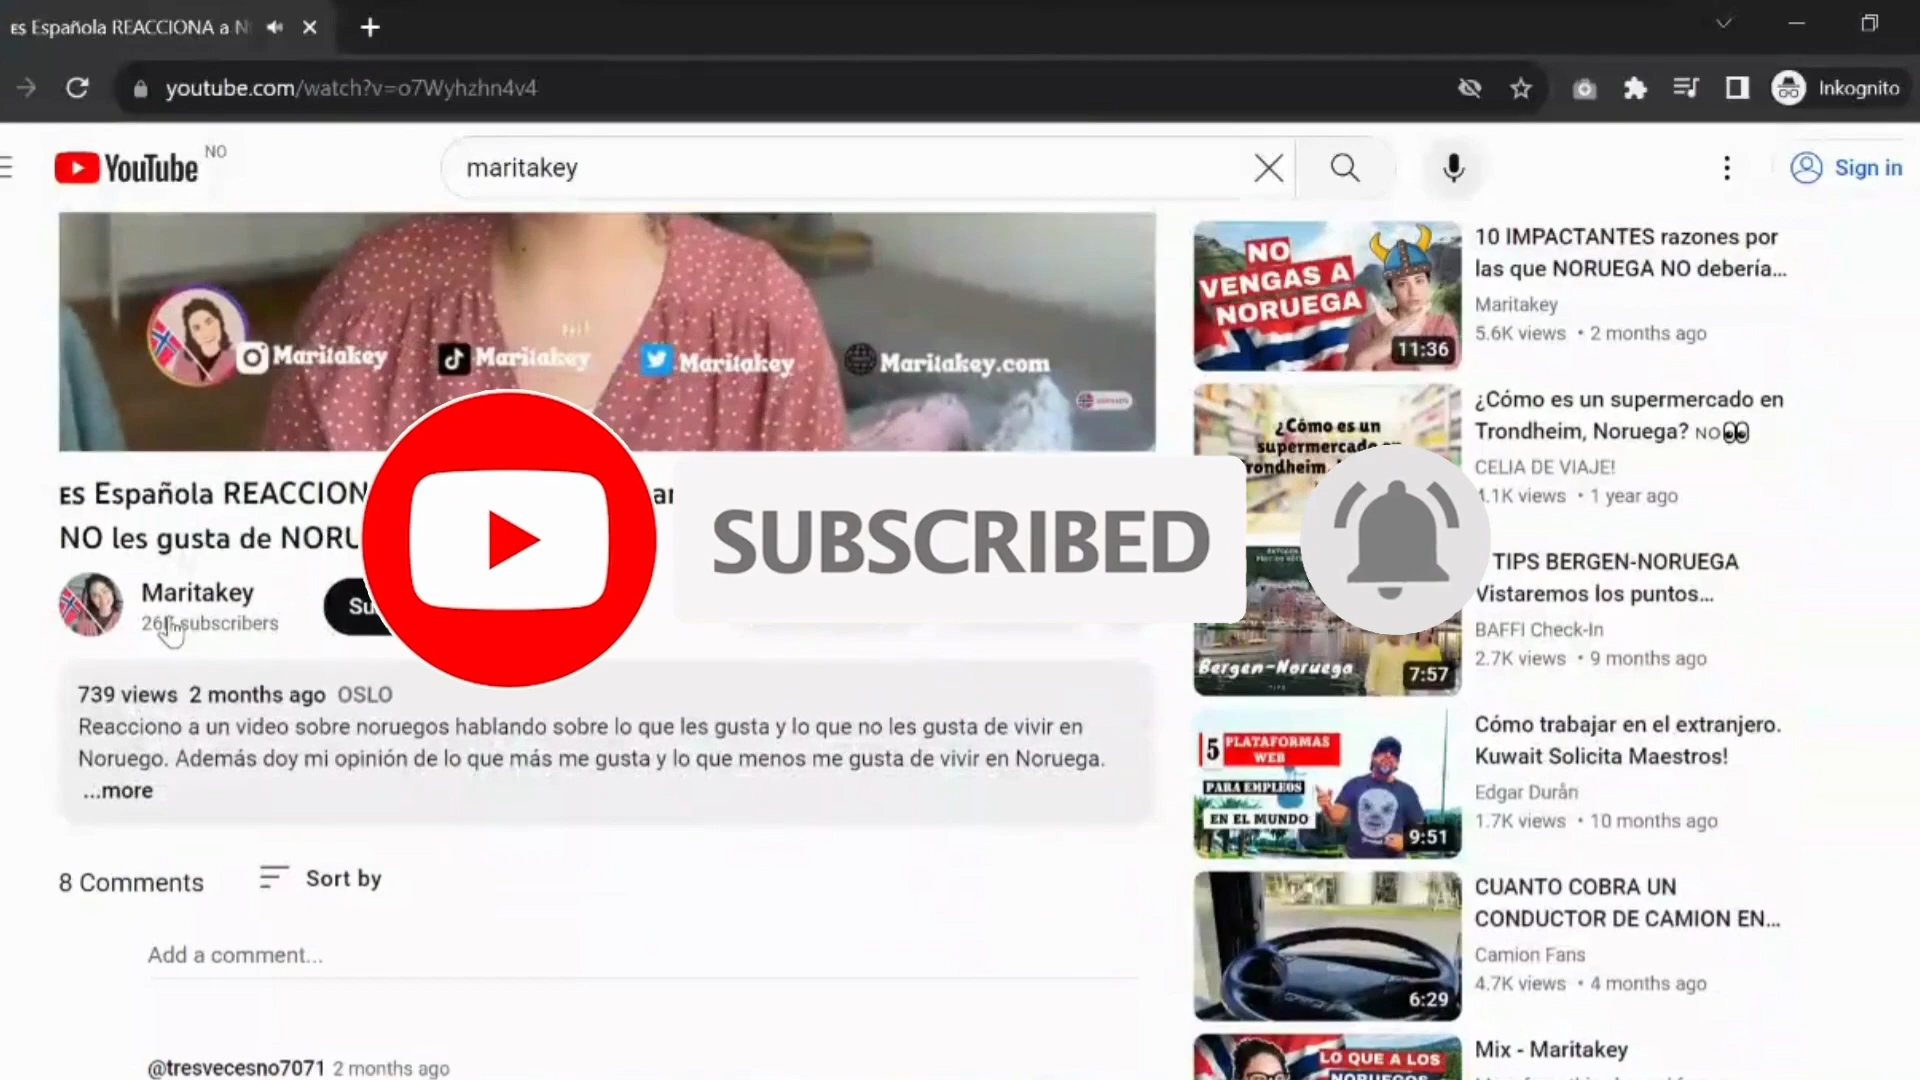 ES Española REACCIONA a N
youtube.com/watch?v=o7Wyhzhn4v4
Inkognito
YouTube NO
maritakey
Sign in
Maritakey
Maritakey
Maritakey
Maritakey.com
ES Española REACCION
NO les gusta de NORU
Maritakey
subscribers
Su
SUBSCRIBED
739 views 2 months ago OSLO
Reacciono a un video sobre noruegos hablando sobre lo que les gusta y lo que no les gusta de vivir en
Noruego. Además doy mi opinión de lo que más me gusta y lo que menos me gusta de vivir en Noruega.
...more
8 Comments
Sort by
Add a comment...
@tresvecesno7071 2 months ago
NO
VENGAS A
NORUEGA
11:36
10 IMPACTANTES razones por
las que NORUEGA NO debería...
Maritakey
5.6K views • 2 months ago
¿Cómo es un
supermercado
Trondheim,
¿Cómo es un supermercado en
Trondheim, Noruega? NO
CELIA DE VIAJE!
1.1K views • 1 year ago
Bergen-Noruega
TIPS
7:57
TIPS BERGEN-NORUEGA
Vistaremos los puntos...
BAFFI Check-In
2.7K views • 9 months ago
5 PLATAFORMAS
WEB
PARA EMPLEOS
EN EL MUNDO
9:51
Cómo trabajar en el extranjero.
Kuwait Solicita Maestros!
Edgar Durån
1.7K views • 10 months ago
6:29
CUANTO COBRA UN
CONDUCTOR DE CAMION EN...
Camion Fans
4.7K views • 4 months ago
LO QUE A LOS
NORUEGOS
Mix - Maritakey